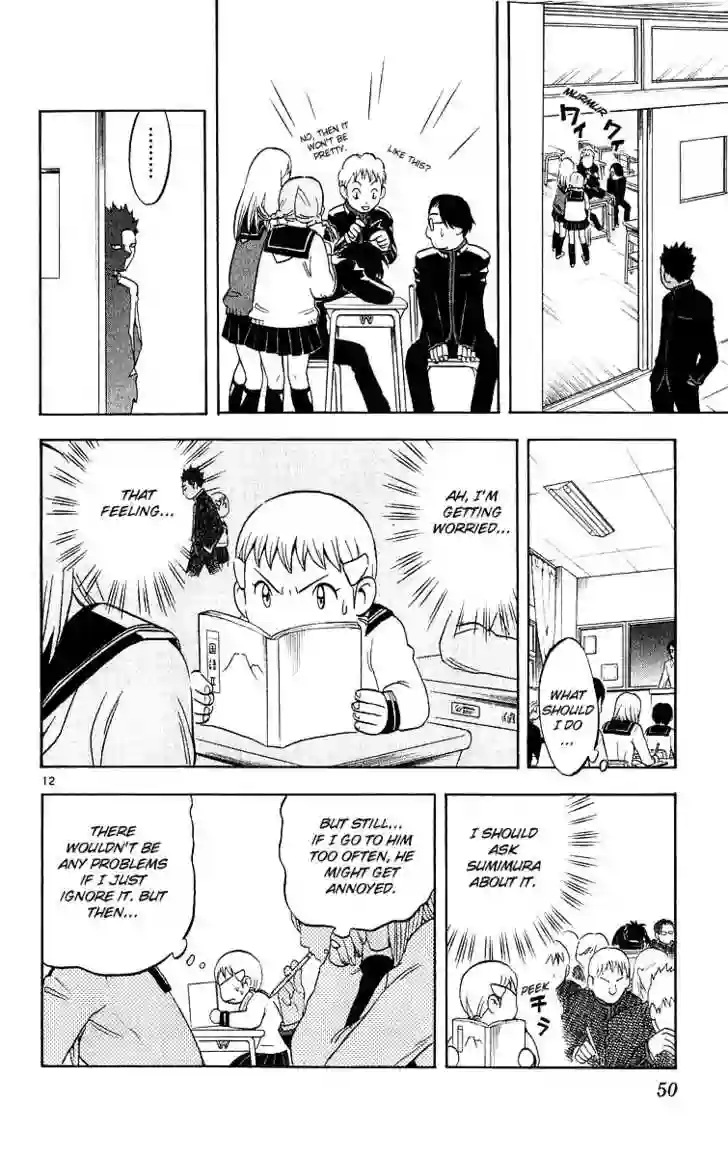 MURMUR
ワイ
ワイ
LIKE THIS?
NO, THEN IT
WON'T BE
PRETTY.
........
WHAT
SHOULD
I DO
...
AH, I'M
GETTING
WORRIED...
THAT
FEELING...
国語
12
I SHOULD
ASK
SUMIMURA
ABOUT IT.
PEEK
チラ
BUT STILL...
IF I GO TO HIM
TOO OFTEN, HE
MIGHT GET
ANNOYED.
THERE
WOULDN'T BE
ANY PROBLEMS
IF I JUST
IGNORE IT. BUT
THEN...
50